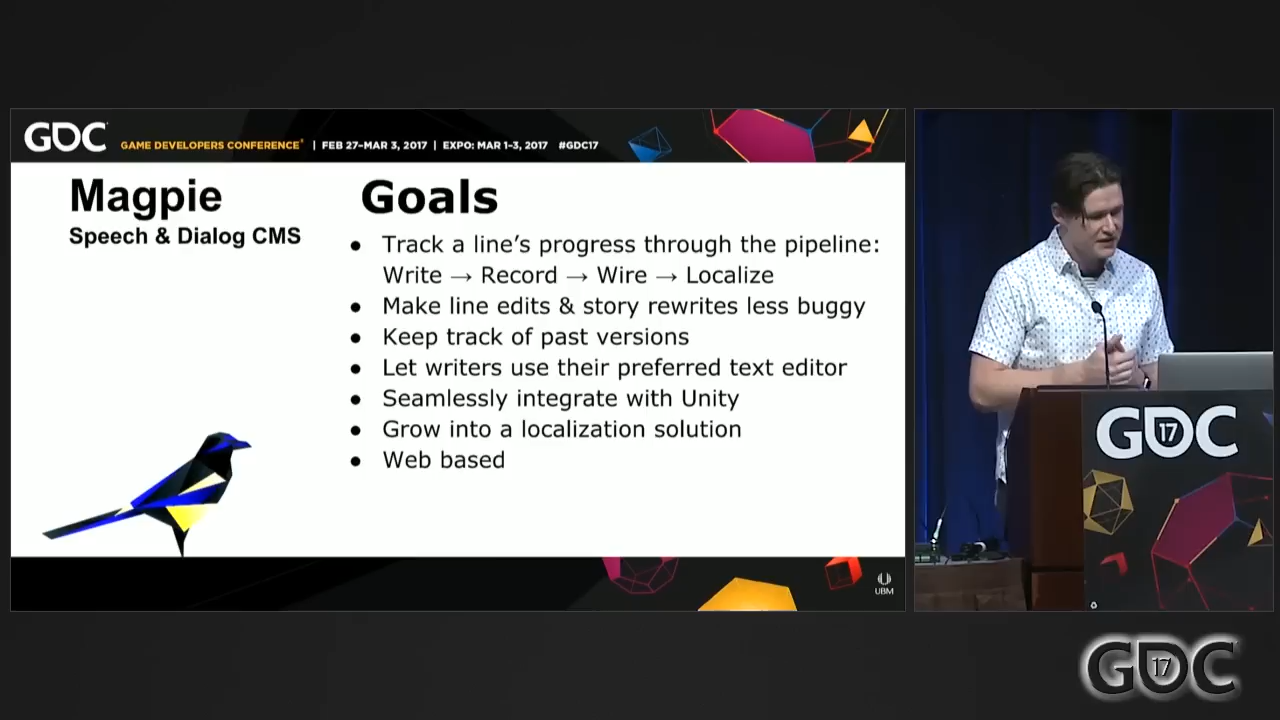 GDC
GAME DEVELOPERS CONFERENCE® | FEB 27–MAR 3, 2017 | EXPO: MAR 1–3, 2017 #GDC17
Magpie
Speech & Dialog CMS
Goals
● Track a line’s progress through the pipeline:
Write → Record → Wire → Localize
● Make line edits & story rewrites less buggy
● Keep track of past versions
● Let writers use their preferred text editor
● Seamlessly integrate with Unity
● Grow into a localization solution
● Web based
UBM
GDC 17
GDC 17